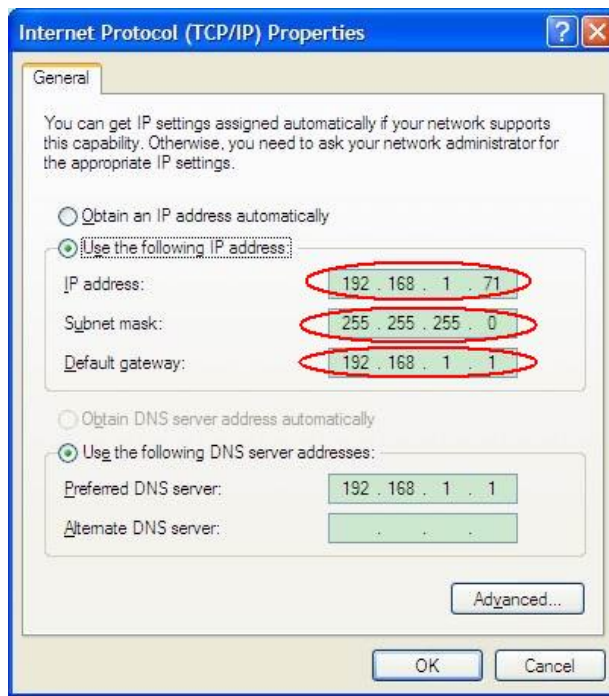 Internet Protocol (TCP/IP) Properties
General
You can get IP settings assigned automatically if your network supports
this capability. Otherwise, you need to ask your network administrator for
the appropriate IP settings.
Obtain an IP address automatically
Use the following IP address:
IP address: 192 . 168 . 1 . 71
Subnet mask: 255 . 255 . 255 . 0
Default gateway: 192 . 168 . 1 . 1
Obtain DNS server address automatically
Use the following DNS server addresses:
Preferred DNS server: 192 . 168 . 1 . 1
Alternate DNS server: . . .
Advanced...
OK Cancel